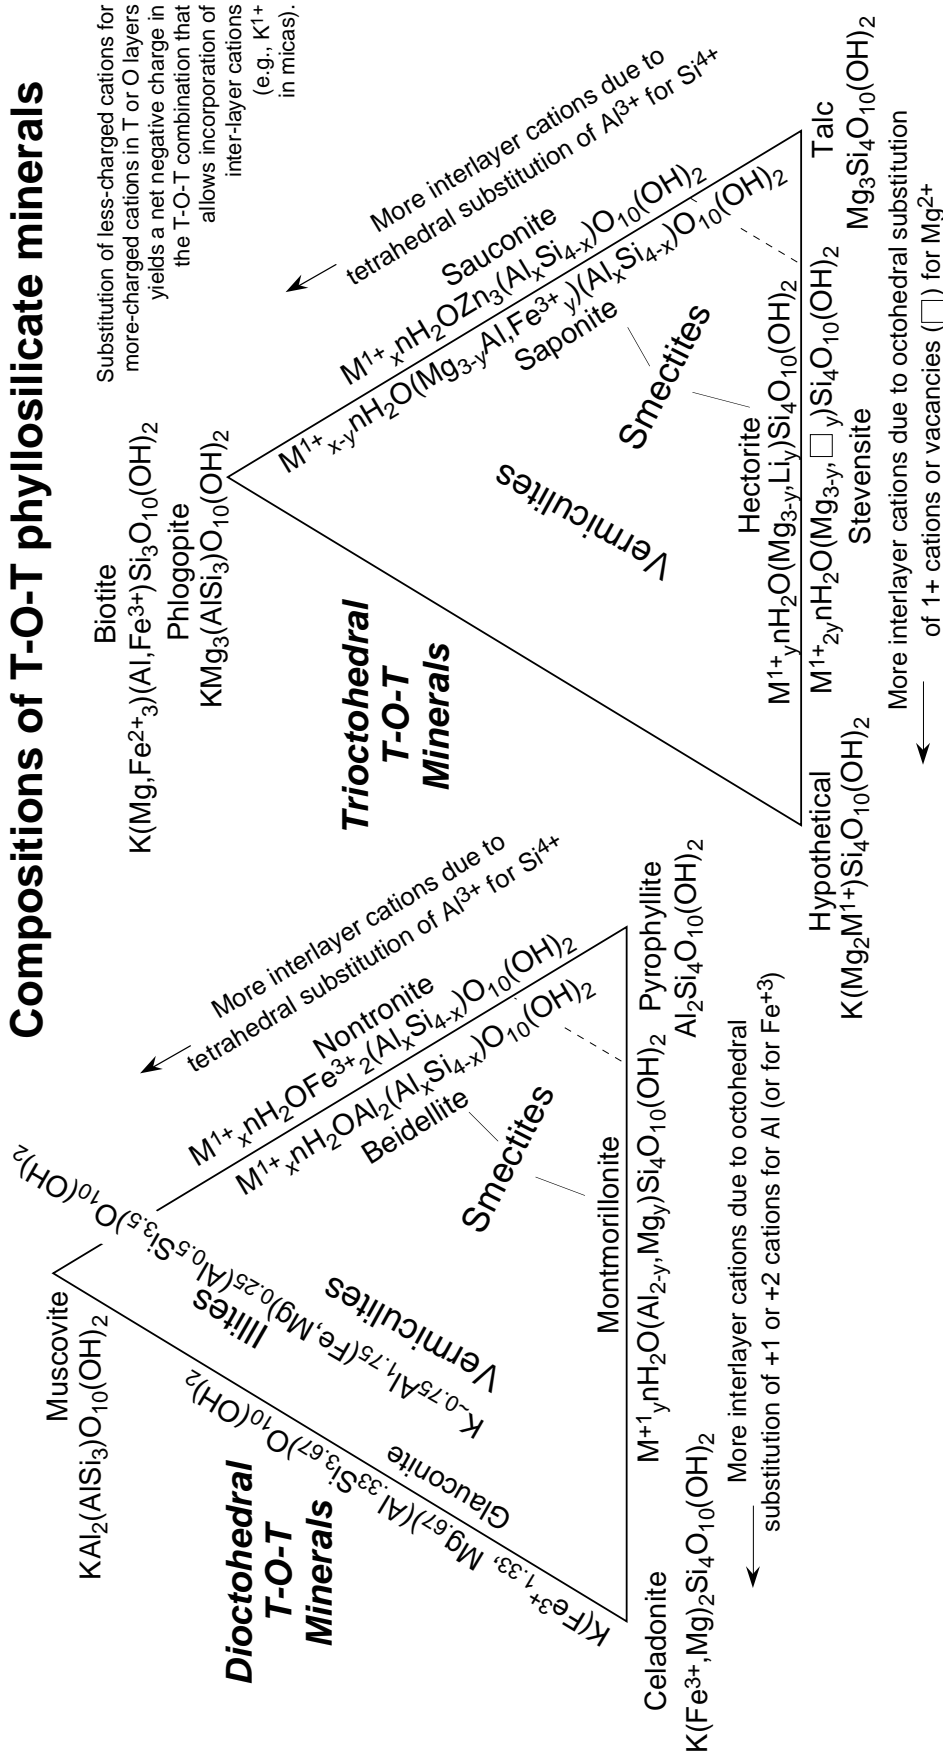 Compositions of T-O-T phyllosilicate minerals
Substitution of less-charged cations for
more-charged cations in T or O layers
yields a net negative charge in
the T-O-T combination that
allows incorporation of
inter-layer cations
(e.g., K1+
in micas).
Muscovite
KAl2(AlSi3)O10(OH)2
Dioctohedral
T-O-T
Minerals
More interlayer cations due to
tetrahedral substitution of Al3+ for Si4+
Nontronite
M1+xnH2OFe3+2(AlxSi4-x)O10(OH)2
M1+xnH2OAl2(AlxSi4-x)O10(OH)2
Beidellite
Smectites
Illites
K~0.75Al1.75(Fe,Mg)0.25(Al0.5Si3.5)O10(OH)2
Vermiculites
Glauconite
K(Fe3+1.33, Mg.67)(Al.33Si3.67)O10(OH)2
Montmorillonite
M+1ynH2O(Al2-y,Mgy)Si4O10(OH)2
Celadonite
K(Fe3+,Mg)2Si4O10(OH)2
Pyrophyllite
Al2Si4O10(OH)2
More interlayer cations due to octohedral
substitution of +1 or +2 cations for Al (or for Fe+3)
Biotite
K(Mg,Fe2+3)(Al,Fe3+)Si3O10(OH)2
Phlogopite
KMg3(AlSi3)O10(OH)2
Trioctohedral
T-O-T
Minerals
More interlayer cations due to
tetrahedral substitution of Al3+ for Si4+
Sauconite
M1+xnH2OZn3(AlxSi4-x)O10(OH)2
M1+x-ynH2O(Mg3-yAl,Fe3+y)(AlxSi4-x)O10(OH)2
Saponite
Smectites
Vermiculites
Hectorite
M1+ynH2O(Mg3-y,Liy)Si4O10(OH)2
M1+2ynH2O(Mg3-y,□y)Si4O10(OH)2
Stevensite
Hypothetical
K(Mg2M1+)Si4O10(OH)2
Talc
Mg3Si4O10(OH)2
More interlayer cations due to octohedral substitution
of 1+ cations or vacancies (□) for Mg2+